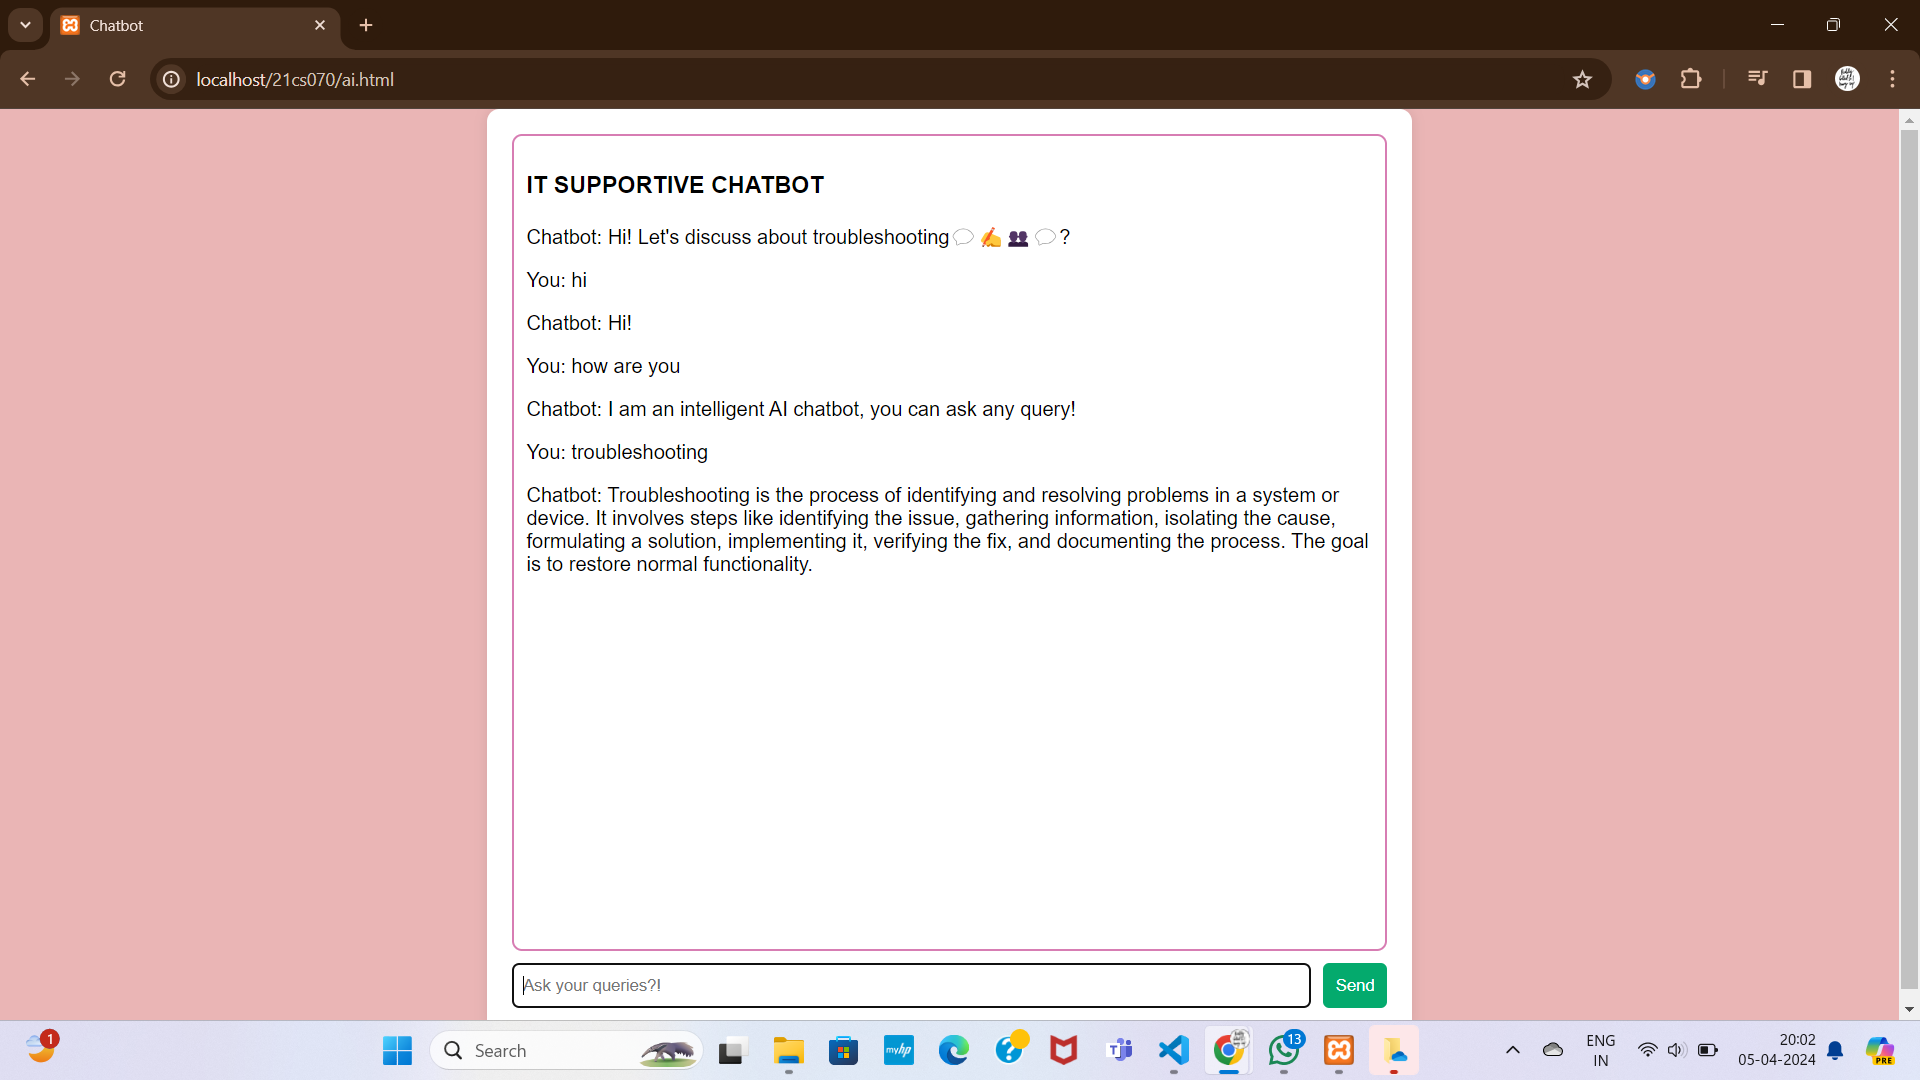 Chatbot
localhost/21cs070/ai.html
IT SUPPORTIVE CHATBOT
Chatbot: Hi! Let's discuss about troubleshooting💬✍👥💬?
You: hi
Chatbot: Hi!
You: how are you
Chatbot: I am an intelligent AI chatbot, you can ask any query!
You: troubleshooting
Chatbot: Troubleshooting is the process of identifying and resolving problems in a system or
device. It involves steps like identifying the issue, gathering information, isolating the cause,
formulating a solution, implementing it, verifying the fix, and documenting the process. The goal
is to restore normal functionality.
Ask your queries?!
Send
1
Search
myhp
13
ENG
IN
20:02
05-04-2024
PRE